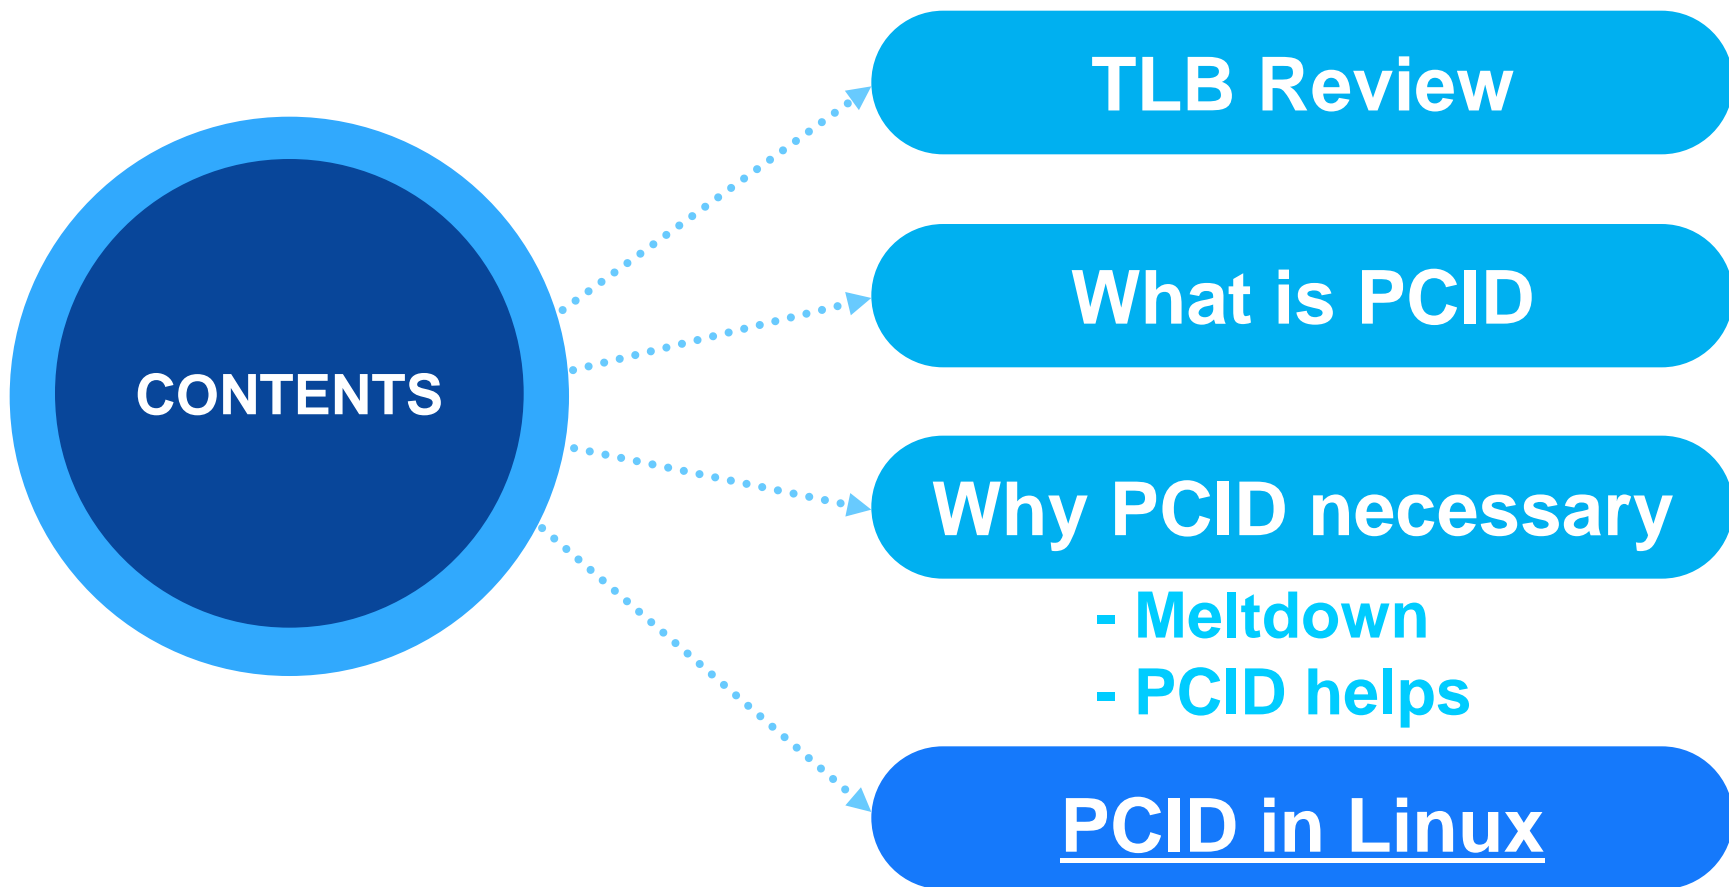 CONTENTS
TLB Review
What is PCID
Why PCID necessary
- Meltdown
- PCID helps
PCID in Linux